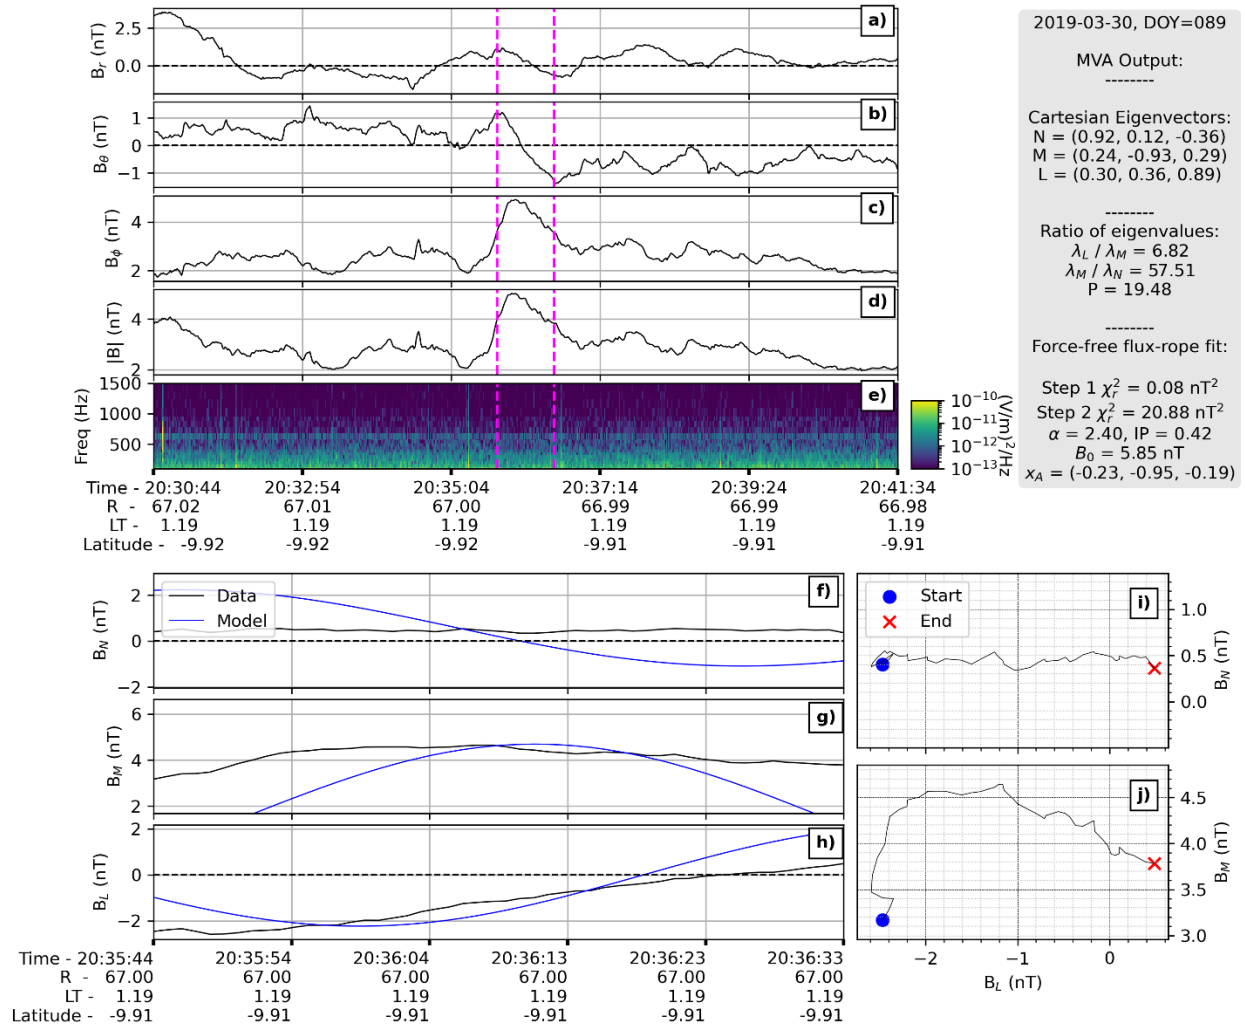 a)
B_r (nT)
2.5
0.0
b)
B_θ (nT)
1
0
−1
c)
B_ϕ (nT)
4
2
d)
|B| (nT)
4
2
e)
Freq (Hz)
1500
1000
500
10^−10
10^−11
10^−12
10^−13
(V/m)^2/Hz
Time - 20:30:44 20:32:54 20:35:04 20:37:14 20:39:24 20:41:34
R - 67.02 67.01 67.00 66.99 66.99 66.98
LT - 1.19 1.19 1.19 1.19 1.19 1.19
Latitude - -9.92 -9.92 -9.92 -9.91 -9.91 -9.91
2019-03-30, DOY=089
MVA Output:
--------
Cartesian Eigenvectors:
N = (0.92, 0.12, -0.36)
M = (0.24, -0.93, 0.29)
L = (0.30, 0.36, 0.89)
--------
Ratio of eigenvalues:
λ_L / λ_M = 6.82
λ_M / λ_N = 57.51
P = 19.48
--------
Force-free flux-rope fit:
Step 1 χ_r^2 = 0.08 nT^2
Step 2 χ_r^2 = 20.88 nT^2
α = 2.40, IP = 0.42
B_0 = 5.85 nT
x_A = (-0.23, -0.95, -0.19)
f)
Data
Model
B_N (nT)
2
0
−2
g)
B_M (nT)
6
4
2
h)
B_L (nT)
2
0
−2
Time - 20:35:44 20:35:54 20:36:04 20:36:13 20:36:23 20:36:33
R - 67.00 67.00 67.00 67.00 67.00 67.00
LT - 1.19 1.19 1.19 1.19 1.19 1.19
Latitude - -9.91 -9.91 -9.91 -9.91 -9.91 -9.91
i)
Start
End
1.0
0.5
0.0
B_N (nT)
j)
4.5
4.0
3.5
3.0
B_M (nT)
−2 −1 0
B_L (nT)